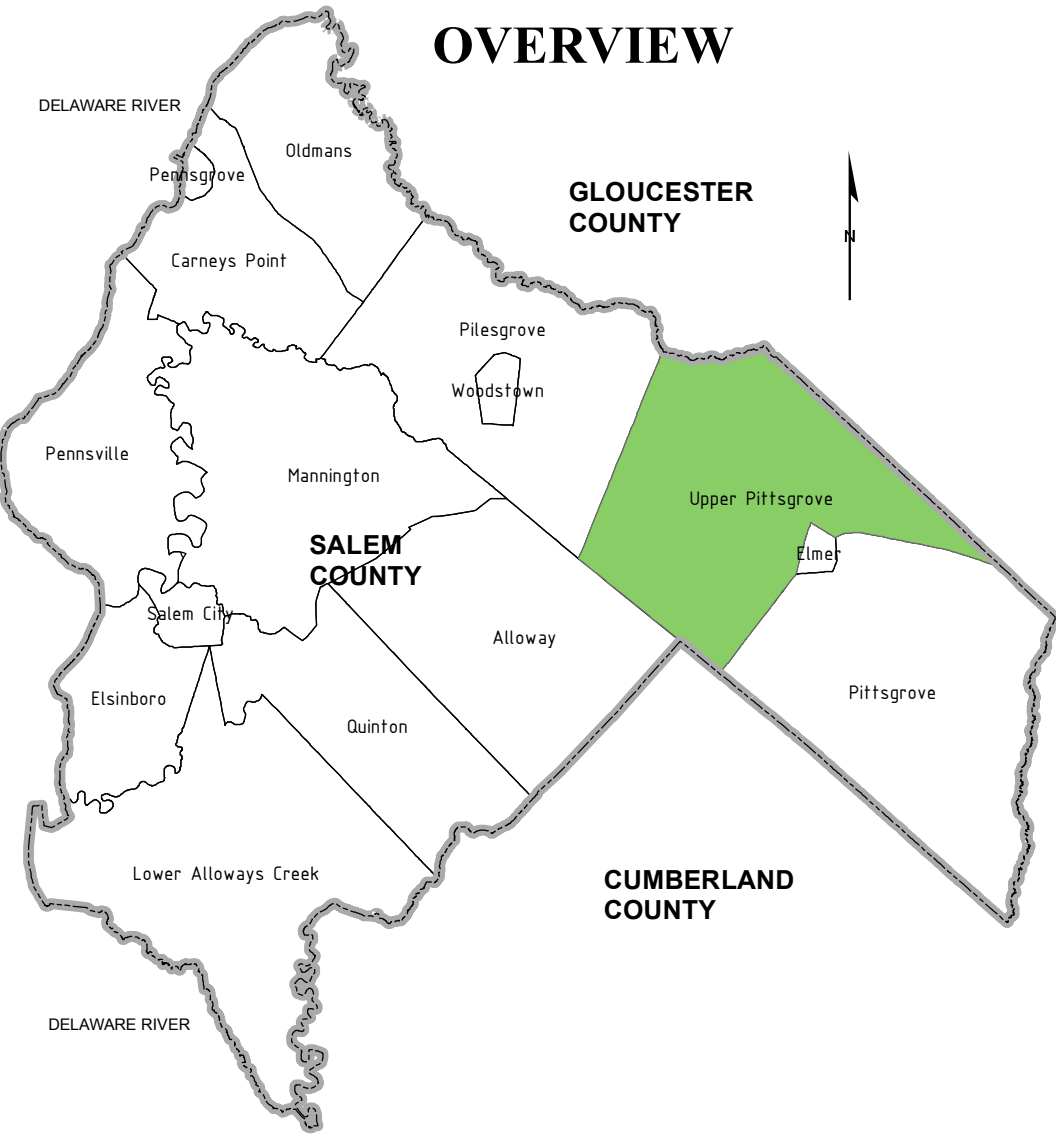 OVERVIEW
DELAWARE RIVER
Oldmans
Pennsgrove
GLOUCESTER
COUNTY
N
Carneys Point
Pilesgrove
Woodstown
Pennsville
Mannington
Upper Pittsgrove
SALEM
COUNTY
Elmer
Salem City
Alloway
Elsinboro
Pittsgrove
Quinton
Lower Alloways Creek
CUMBERLAND
COUNTY
DELAWARE RIVER